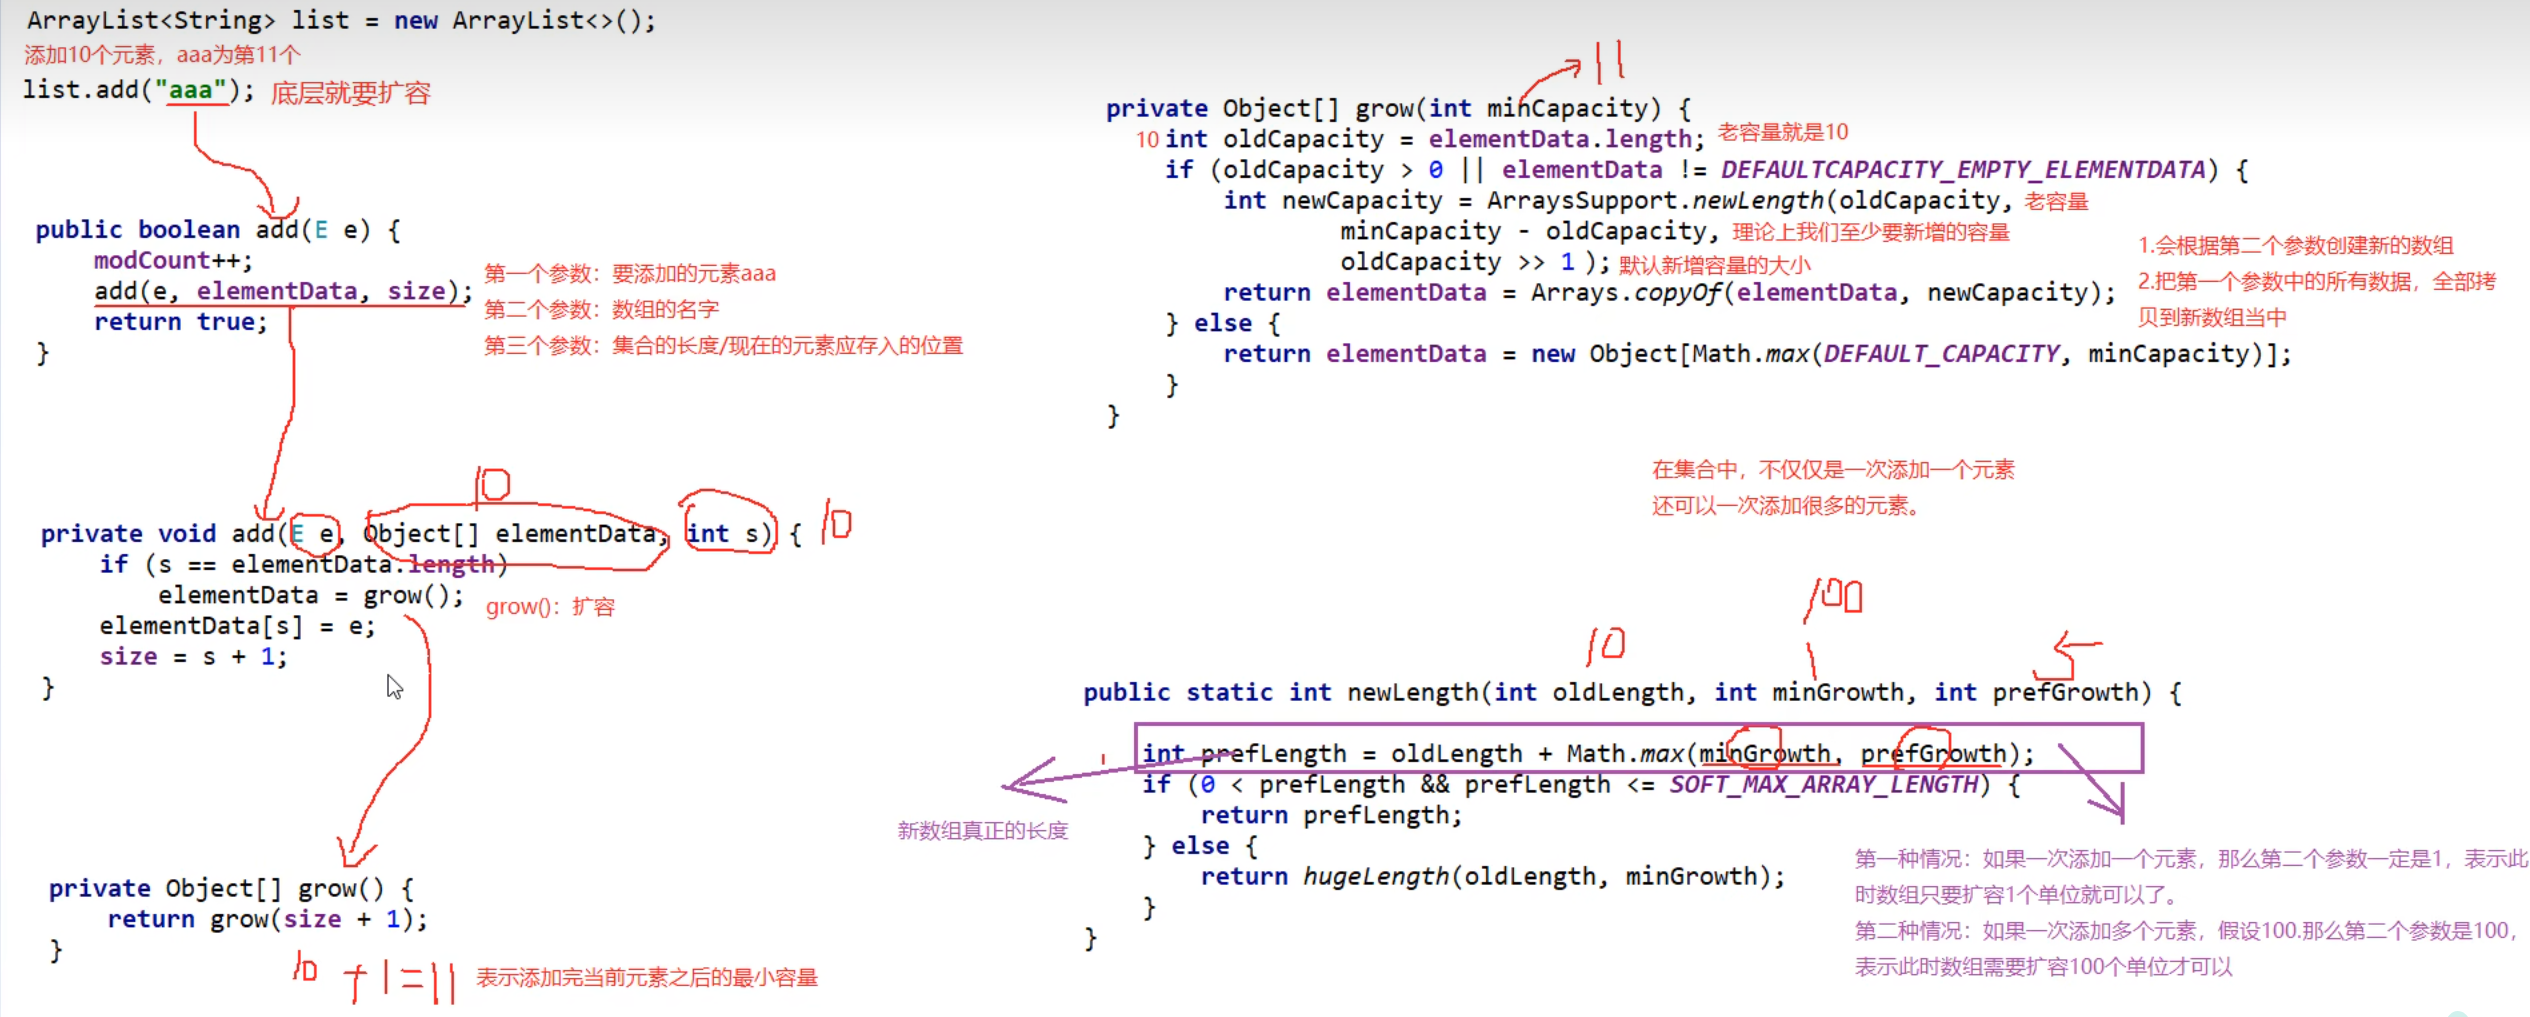 ArrayList<String> list = new ArrayList<>();
添加10个元素，aaa为第11个
list.add("aaa"); 底层就要扩容
public boolean add(E e) {
modCount++;
add(e, elementData, size);
return true;
}
第一个参数：要添加的元素aaa
第二个参数：数组的名字
第三个参数：集合的长度/现在的元素应存入的位置
10
private void add(E e, Object[] elementData, int s) { 10
if (s == elementData.length)
elementData = grow(); grow()：扩容
elementData[s] = e;
size = s + 1;
}
private Object[] grow() {
return grow(size + 1);
}
10 +1=11 表示添加完当前元素之后的最小容量
11
private Object[] grow(int minCapacity) {
10 int oldCapacity = elementData.length; 老容量就是10
if (oldCapacity > 0 || elementData != DEFAULTCAPACITY_EMPTY_ELEMENTDATA) {
int newCapacity = ArraysSupport.newLength(oldCapacity, 老容量
minCapacity - oldCapacity, 理论上我们至少要新增的容量
oldCapacity >> 1 ); 默认新增容量的大小
return elementData = Arrays.copyOf(elementData, newCapacity);
} else {
return elementData = new Object[Math.max(DEFAULT_CAPACITY, minCapacity)];
}
}
1.会根据第二个参数创建新的数组
2.把第一个参数中的所有数据，全部拷
贝到新数组当中
在集合中，不仅仅是一次添加一个元素
还可以一次添加很多的元素。
10 100 5
public static int newLength(int oldLength, int minGrowth, int prefGrowth) {
int prefLength = oldLength + Math.max(minGrowth, prefGrowth);
if (0 < prefLength && prefLength <= SOFT_MAX_ARRAY_LENGTH) {
return prefLength;
} else {
return hugeLength(oldLength, minGrowth);
}
}
新数组真正的长度
第一种情况：如果一次添加一个元素，那么第二个参数一定是1，表示此
时数组只要扩容1个单位就可以了。
第二种情况：如果一次添加多个元素，假设100.那么第二个参数是100，
表示此时数组需要扩容100个单位才可以